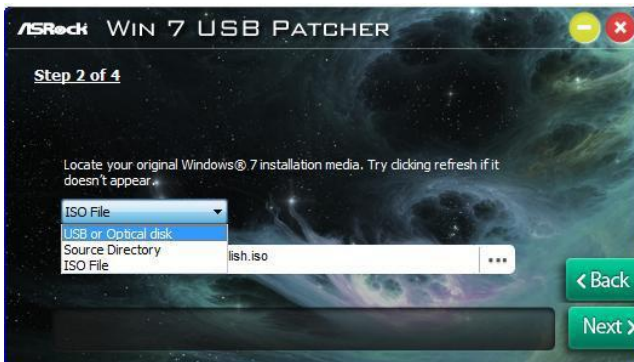 ASRock WIN 7 USB PATCHER
Step 2 of 4
Locate your original Windows® 7 installation media. Try clicking refresh if it
doesn't appear.
ISO File
USB or Optical disk
Source Directory
ISO File
lish.iso
...
< Back
Next >